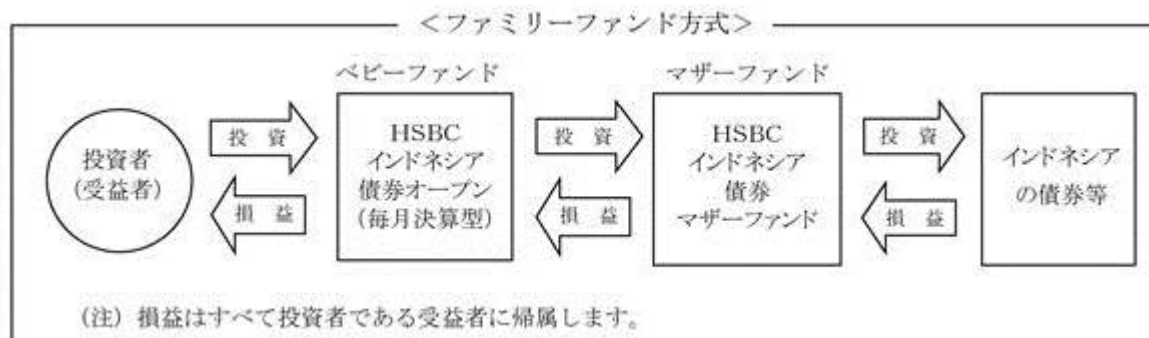 ＜ファミリーファンド方式＞
ベビーファンド
マザーファンド
投資者
(受益者)
投 資
損 益
HSBC
インドネシア
債券オープン
(毎月決算型)
投 資
損 益
HSBC
インドネシア
債券
マザーファンド
投 資
損 益
インドネシア
の債券等
(注) 損益はすべて投資者である受益者に帰属します。